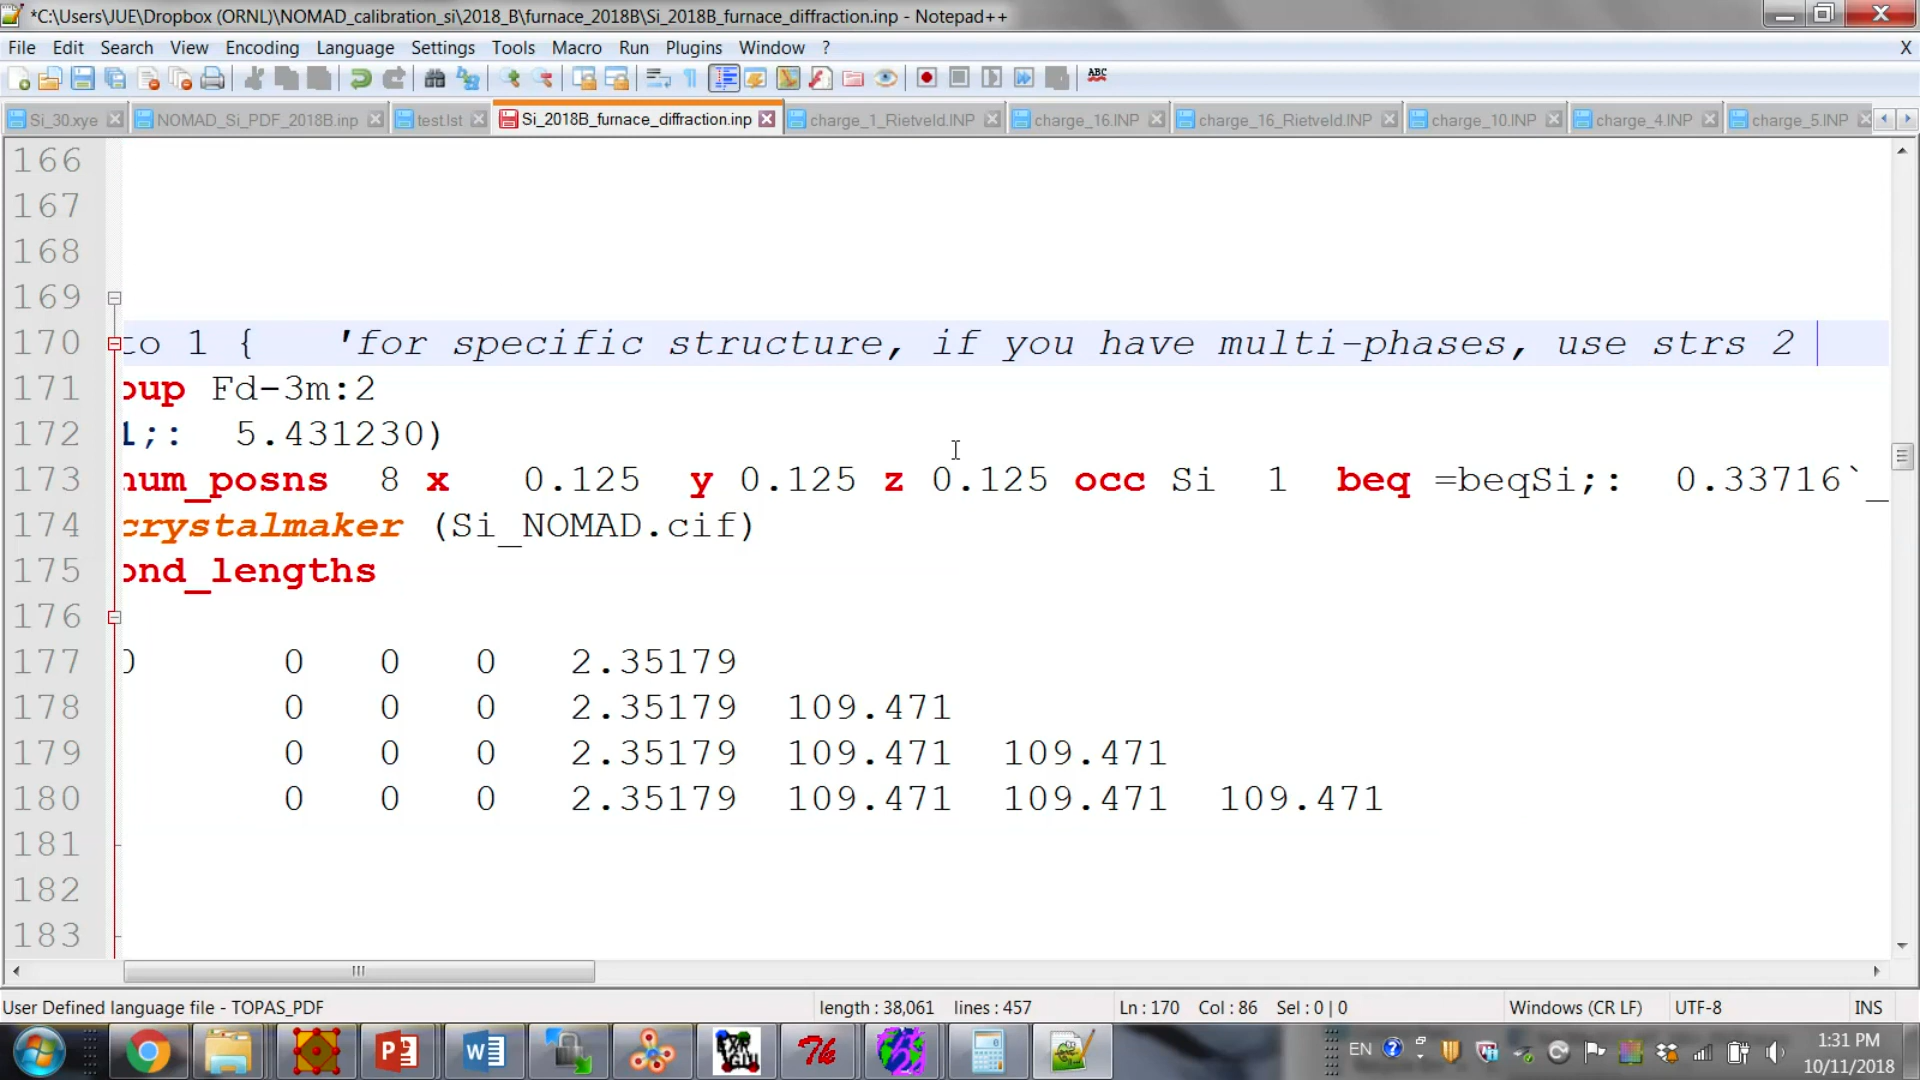 *C:\Users\JUE\Dropbox (ORNL)\NOMAD_calibration_si\2018_B\furnace_2018B\Si_2018B_furnace_diffraction.inp - Notepad++
File Edit Search View Encoding Language Settings Tools Macro Run Plugins Window ? X
ABC
Si_30.xye NOMAD_Si_PDF_2018B.inp test.lst Si_2018B_furnace_diffraction.inp charge_1_Rietveld.INP charge_16.INP charge_16_Rietveld.INP charge_10.INP charge_4.INP charge_5.INP
166
167
168
169
170 to 1 { 'for specific structure, if you have multi-phases, use strs 2
171 oup Fd-3m:2
172 1;: 5.431230)
173 num_posns 8 x 0.125 y 0.125 z 0.125 occ Si 1 beq =beqSi;: 0.33716`_
174 crystalmaker (Si_NOMAD.cif)
175 ond_lengths
176
177 0 0 0 0 2.35179
178 0 0 0 2.35179 109.471
179 0 0 0 2.35179 109.471 109.471
180 0 0 0 2.35179 109.471 109.471 109.471
181
182
183
User Defined language file - TOPAS_PDF length : 38,061 lines : 457 Ln : 170 Col : 86 Sel : 0 | 0 Windows (CR LF) UTF-8 INS
EN 1:31 PM
10/11/2018